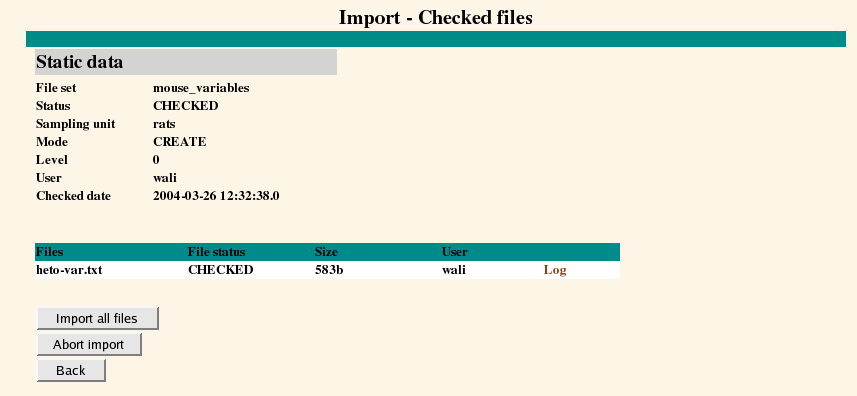 Import - Checked files
Static data
File set mouse_variables
Status CHECKED
Sampling unit rats
Mode CREATE
Level 0
User wali
Checked date 2004-03-26 12:32:38.0
Files File status Size User
heto-var.txt CHECKED 583b wali Log
Import all files
Abort import
Back